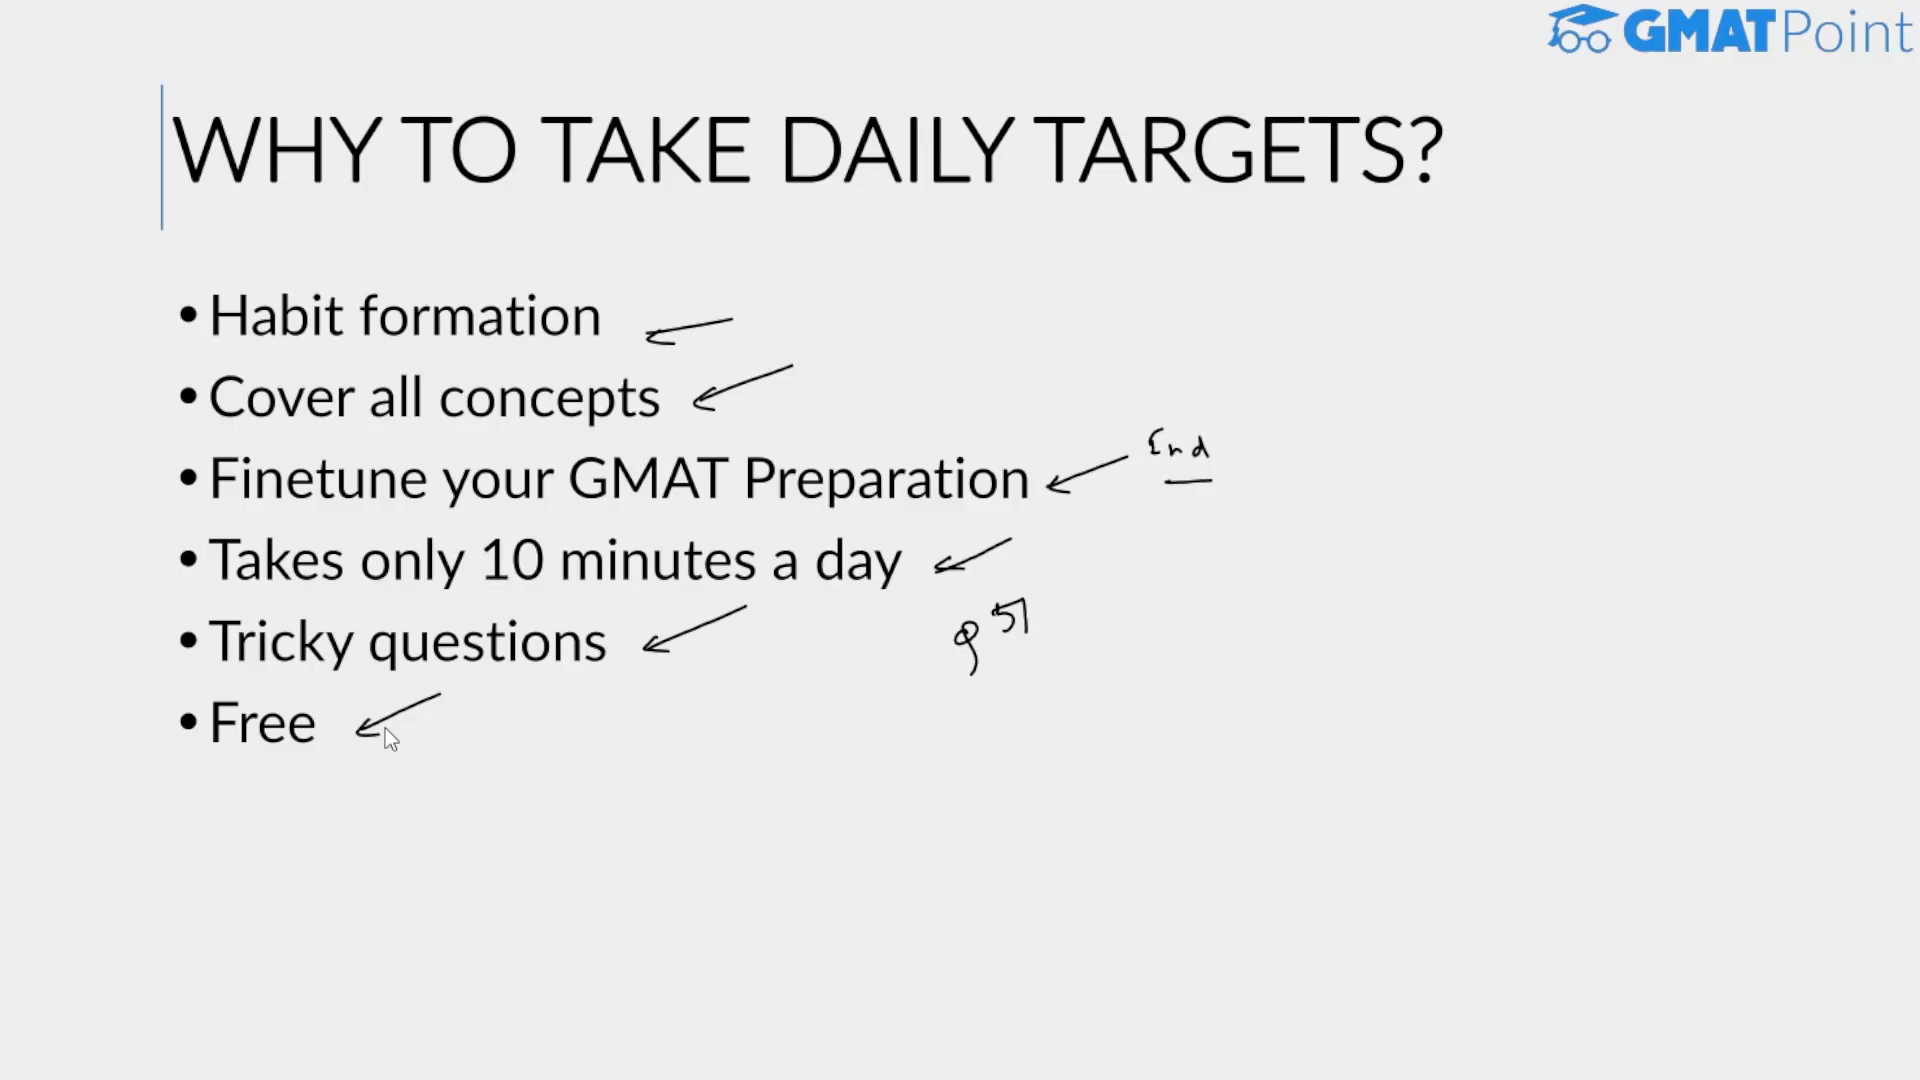 GMATPoint
WHY TO TAKE DAILY TARGETS?
• Habit formation
• Cover all concepts
• Finetune your GMAT Preparation
End
• Takes only 10 minutes a day
• Tricky questions
Q51
• Free